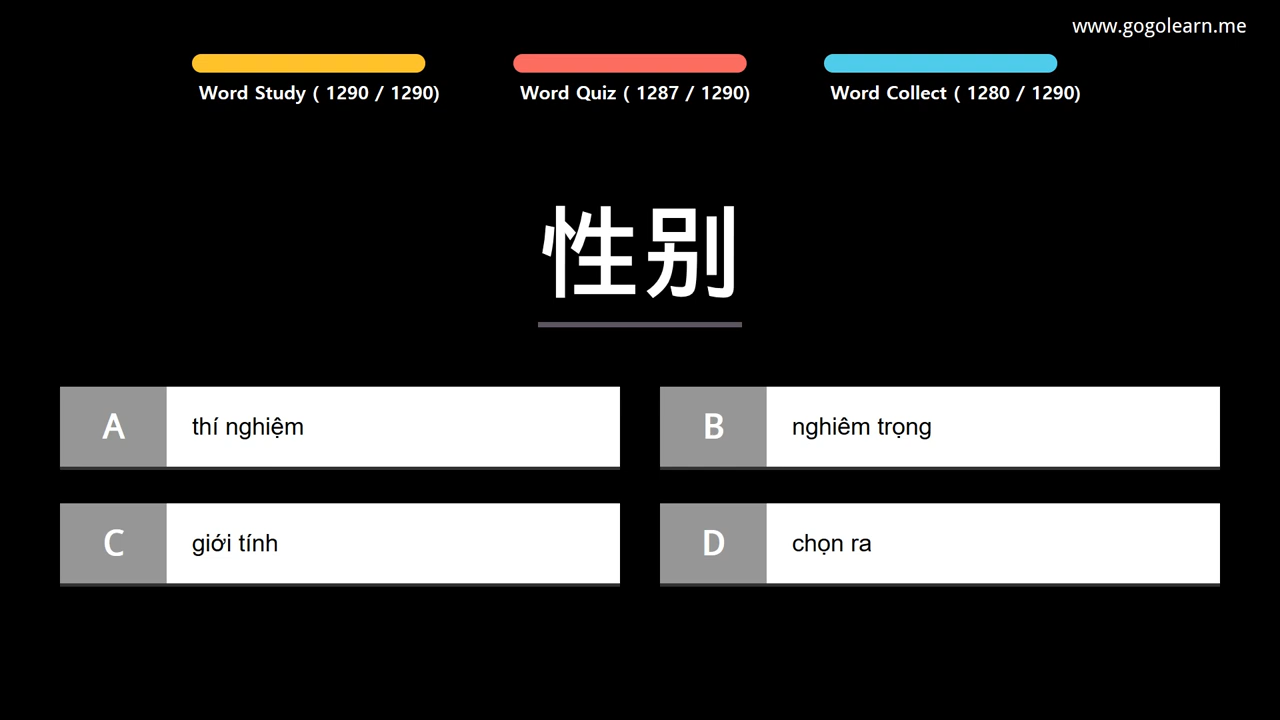 www.gogolearn.me
Word Study ( 1290 / 1290)
Word Quiz ( 1287 / 1290)
Word Collect ( 1280 / 1290)
性别
A
thí nghiệm
B
nghiêm trọng
C
giới tính
D
chọn ra